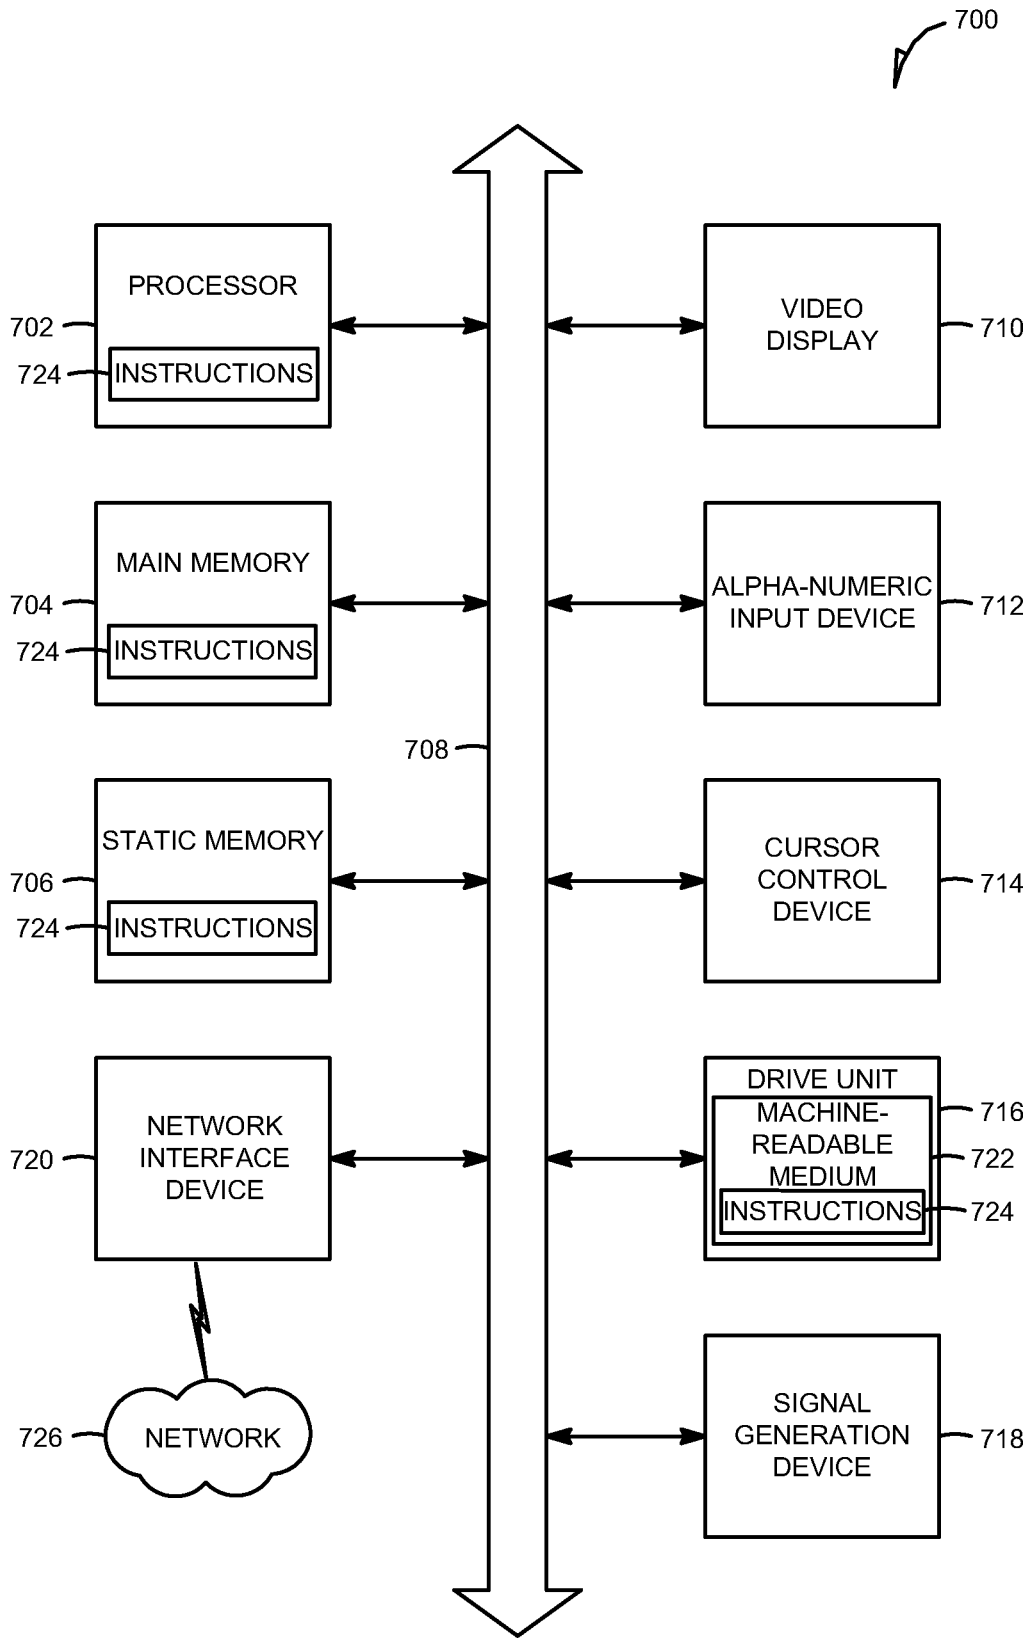 700
PROCESSOR
702
724
INSTRUCTIONS
VIDEO
DISPLAY
710
MAIN MEMORY
704
724
INSTRUCTIONS
ALPHA-NUMERIC
INPUT DEVICE
712
708
STATIC MEMORY
706
724
INSTRUCTIONS
CURSOR
CONTROL
DEVICE
714
NETWORK
INTERFACE
DEVICE
720
DRIVE UNIT
716
MACHINE-
READABLE
MEDIUM
722
INSTRUCTIONS
724
726
NETWORK
SIGNAL
GENERATION
DEVICE
718